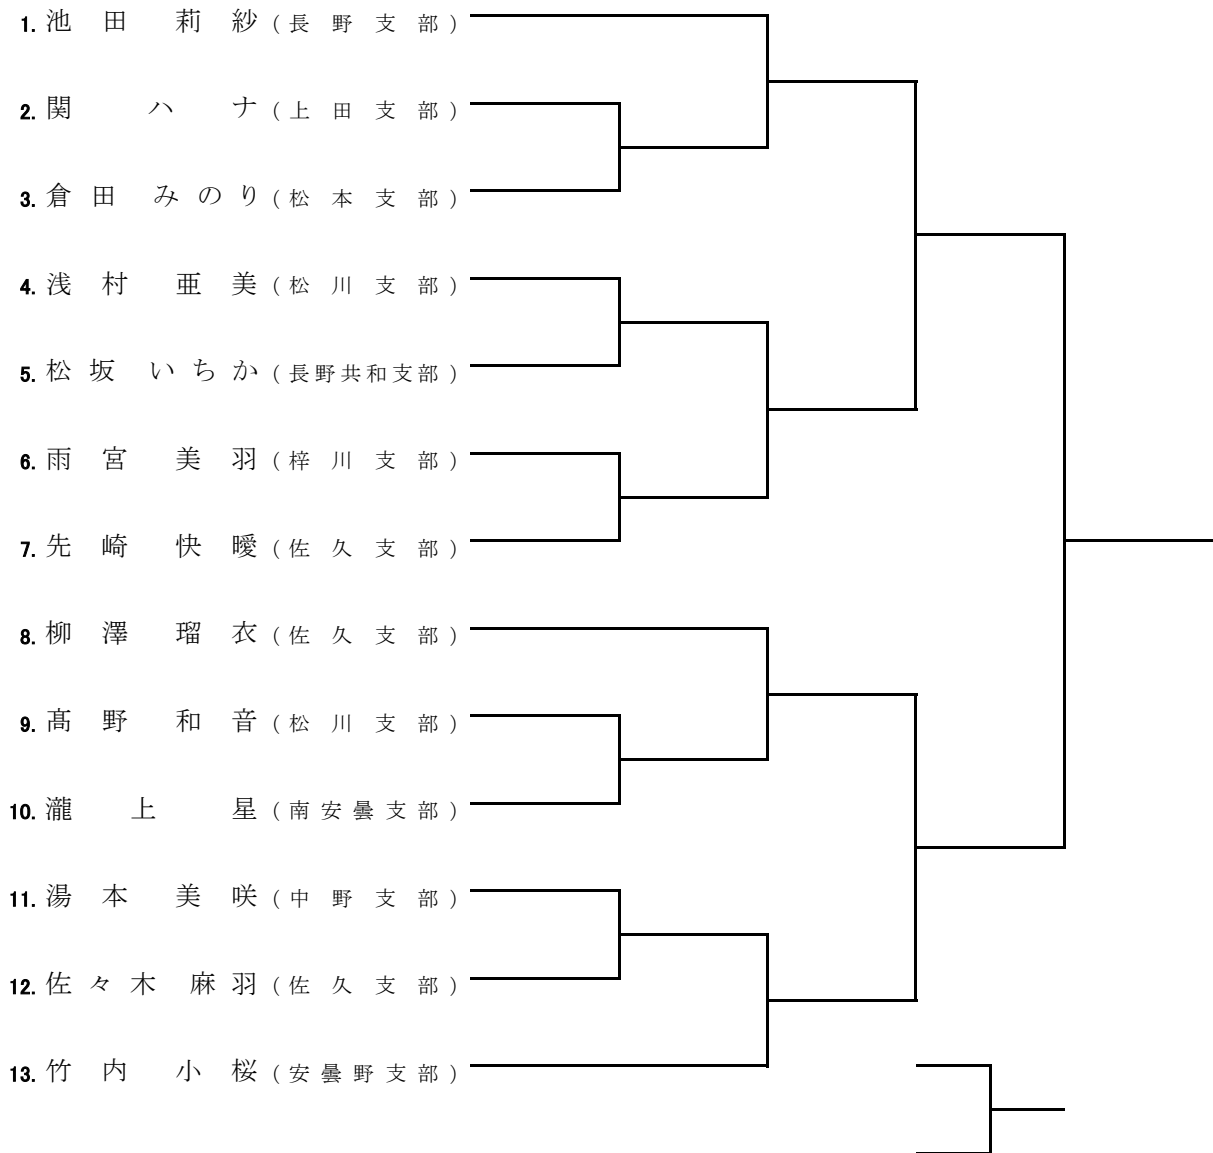 1. 池田 莉紗 (長野支部)
2. 関 ハナ (上田支部)
3. 倉田 みのり (松本支部)
4. 浅村 亜美 (松川支部)
5. 松坂 いちか (長野共和支部)
6. 雨宮 美羽 (梓川支部)
7. 先崎 快曖 (佐久支部)
8. 柳澤 瑠衣 (佐久支部)
9. 髙野 和音 (松川支部)
10. 瀧上 星 (南安曇支部)
11. 湯本 美咲 (中野支部)
12. 佐々木 麻羽 (佐久支部)
13. 竹内 小桜 (安曇野支部)